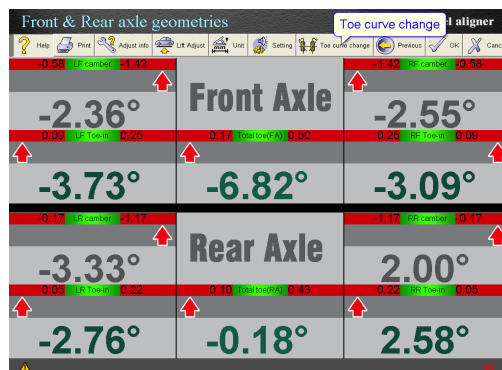 Front & Rear axle geometries
Toe curve change
l aligner
Help Print Adjust info Lift Adjust Unit Setting Toe curve change Previous OK Canc
-0.58 LF camber -1.42
-1.42 RF camber -0.58
-2.36°
Front Axle
-2.55°
0.09 LF Toe-in 0.25
0.17 Total toe(FA) 0.50
0.25 RF Toe-in 0.09
-3.73°
-6.82°
-3.09°
-0.17 LR camber -1.17
-1.17 RR camber -0.17
-3.33°
Rear Axle
2.00°
0.05 LR Toe-in 0.22
0.10 Total toe(RA) 0.43
0.22 RR Toe-in 0.05
-2.76°
-0.18°
2.58°